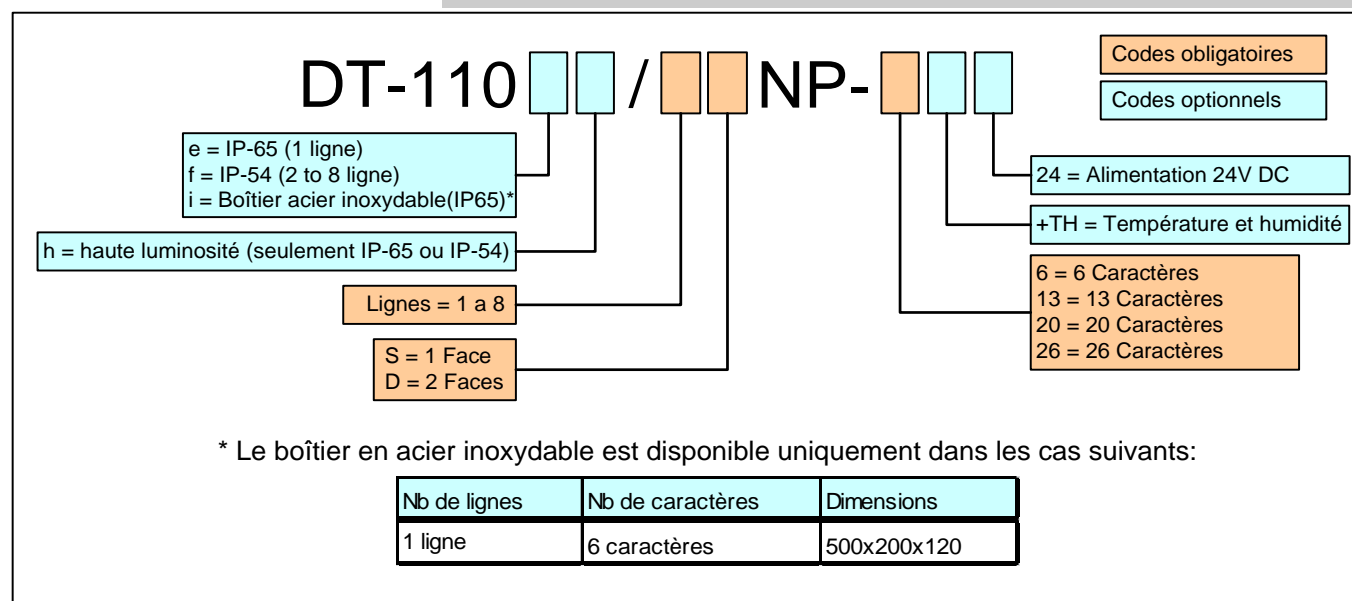 DT-110 / NP-
Codes obligatoires
Codes optionnels
e = IP-65 (1 ligne)
f = IP-54 (2 to 8 ligne)
i = Boîtier acier inoxydable(IP65)*
h = haute luminosité (seulement IP-65 ou IP-54)
Lignes = 1 a 8
S = 1 Face
D = 2 Faces
24 = Alimentation 24V DC
+TH = Température et humidité
6 = 6 Caractères
13 = 13 Caractères
20 = 20 Caractères
26 = 26 Caractères
* Le boîtier en acier inoxydable est disponible uniquement dans les cas suivants:
Nb de lignes Nb de caractères Dimensions
1 ligne 6 caractères 500x200x120